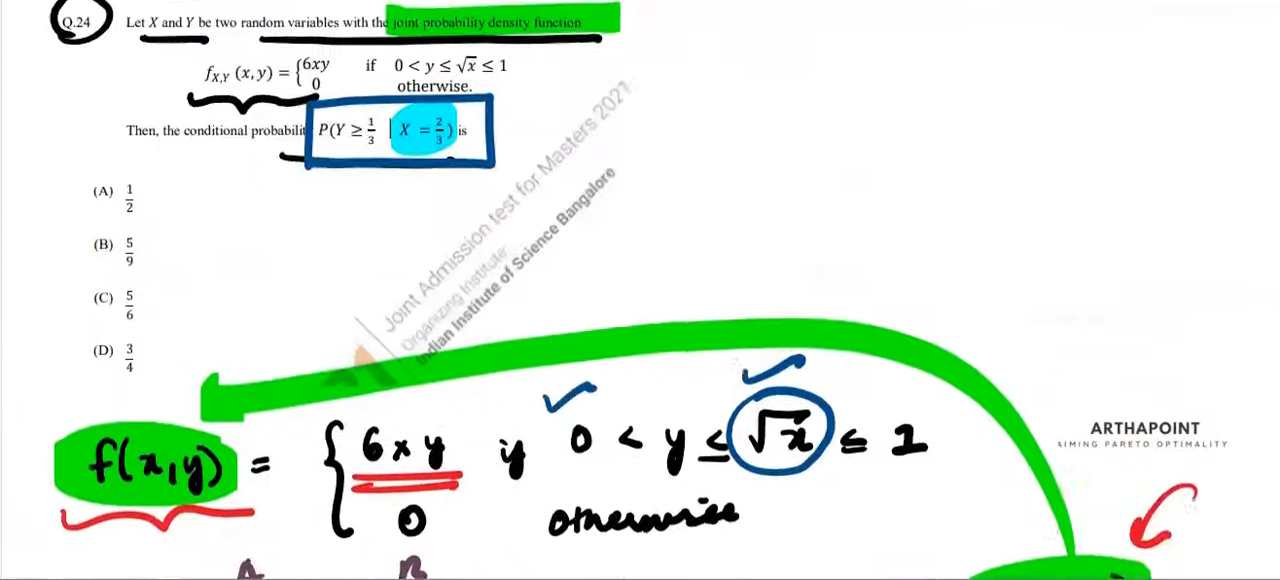 Q.24 Let X and Y be two random variables with the joint probability density function
f_{X,Y} (x, y) = { 6xy if 0 < y ≤ √x ≤ 1
0 otherwise.
Then, the conditional probabilit P(Y ≥ 1/3 | X = 2/3) is
(A) 1/2
(B) 5/9
(C) 5/6
(D) 3/4
Joint Admission test for Masters 2021
Organizing Institute
Indian Institute of Science Bangalore
ARTHAPOINT
AIMING PARETO OPTIMALITY
f(x,y) = { 6xy if 0 < y ≤ √x ≤ 1
0 otherwise